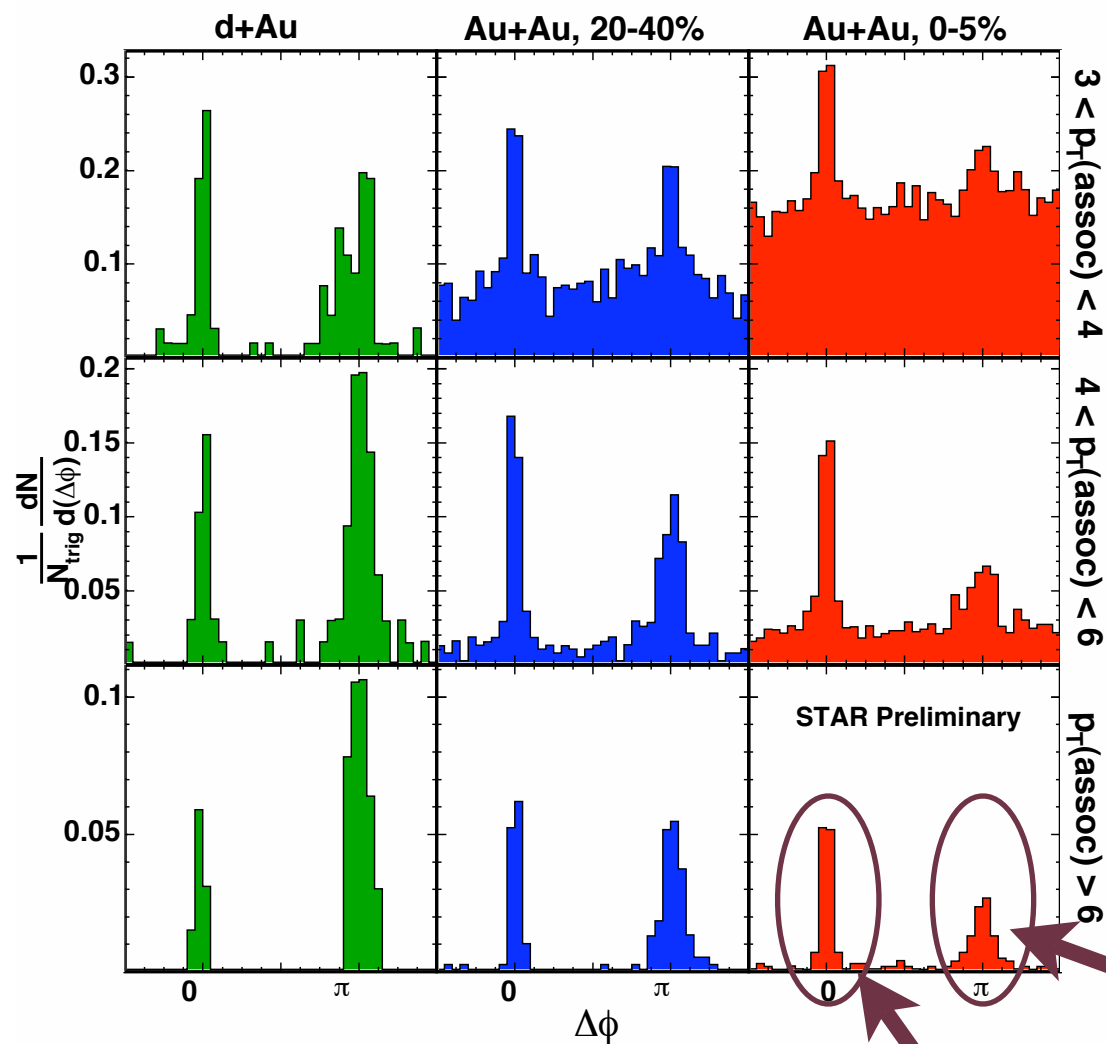 d+Au
Au+Au, 20-40%
Au+Au, 0-5%
0.3
0.2
0.1
3 < pT(assoc) < 4
0.2
0.15
0.1
0.05
4 < pT(assoc) < 6
1 dN
Ntrig d(Δϕ)
0.1
0.05
STAR Preliminary
pT(assoc) > 6
0 π 0 π 0 π
Δϕ